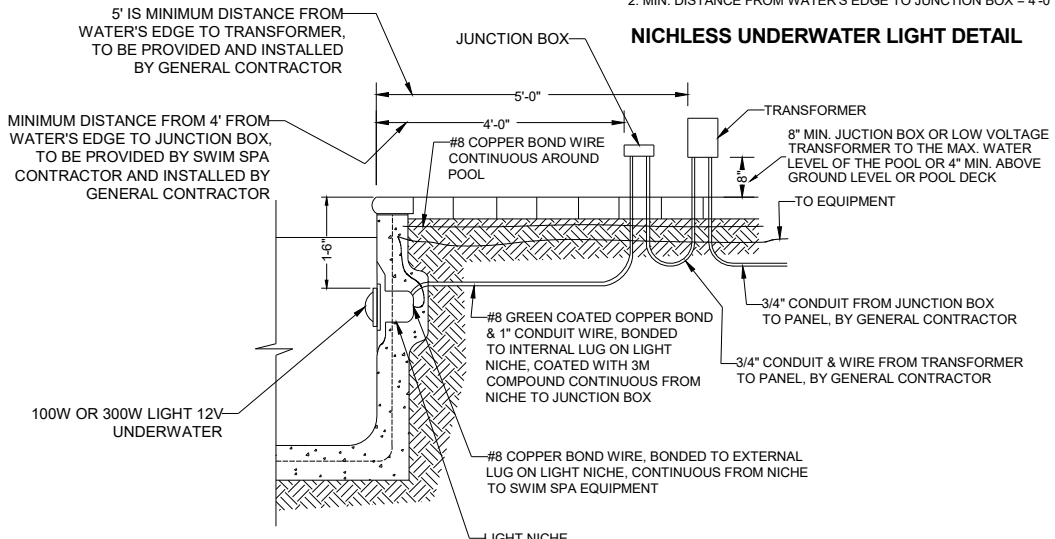 2. MIN. DISTANCE FROM WATER'S EDGE TO JUNCTION BOX = 4'-0
NICHLESS UNDERWATER LIGHT DETAIL
5' IS MINIMUM DISTANCE FROM
WATER'S EDGE TO TRANSFORMER,
TO BE PROVIDED AND INSTALLED
BY GENERAL CONTRACTOR
JUNCTION BOX
5'-0"
4'-0"
MINIMUM DISTANCE FROM 4' FROM
WATER'S EDGE TO JUNCTION BOX,
TO BE PROVIDED BY SWIM SPA
CONTRACTOR AND INSTALLED BY
GENERAL CONTRACTOR
#8 COPPER BOND WIRE
CONTINUOUS AROUND
POOL
TRANSFORMER
8" MIN. JUCTION BOX OR LOW VOLTAGE
TRANSFORMER TO THE MAX. WATER
LEVEL OF THE POOL OR 4" MIN. ABOVE
GROUND LEVEL OR POOL DECK
8"
TO EQUIPMENT
1-6"
#8 GREEN COATED COPPER BOND
& 1" CONDUIT WIRE, BONDED
TO INTERNAL LUG ON LIGHT
NICHE, COATED WITH 3M
COMPOUND CONTINUOUS FROM
NICHE TO JUNCTION BOX
3/4" CONDUIT FROM JUNCTION BOX
TO PANEL, BY GENERAL CONTRACTOR
3/4" CONDUIT & WIRE FROM TRANSFORMER
TO PANEL, BY GENERAL CONTRACTOR
100W OR 300W LIGHT 12V
UNDERWATER
#8 COPPER BOND WIRE, BONDED TO EXTERNAL
LUG ON LIGHT NICHE, CONTINUOUS FROM NICHE
TO SWIM SPA EQUIPMENT
LIGHT NICHE